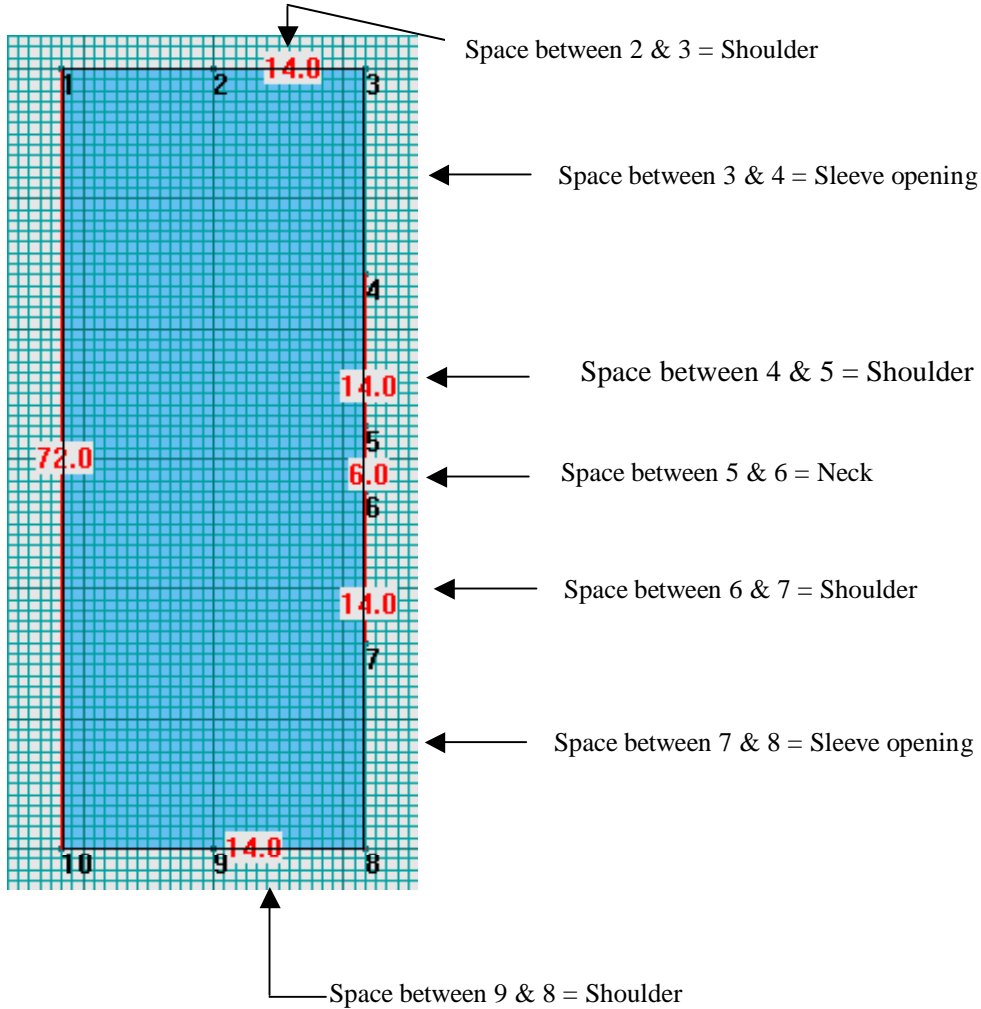 Space between 2 & 3 = Shoulder
14.0
1
2
3
Space between 3 & 4 = Sleeve opening
4
Space between 4 & 5 = Shoulder
14.0
5
72.0
6.0
Space between 5 & 6 = Neck
6
Space between 6 & 7 = Shoulder
14.0
7
Space between 7 & 8 = Sleeve opening
14.0
10
9
8
Space between 9 & 8 = Shoulder